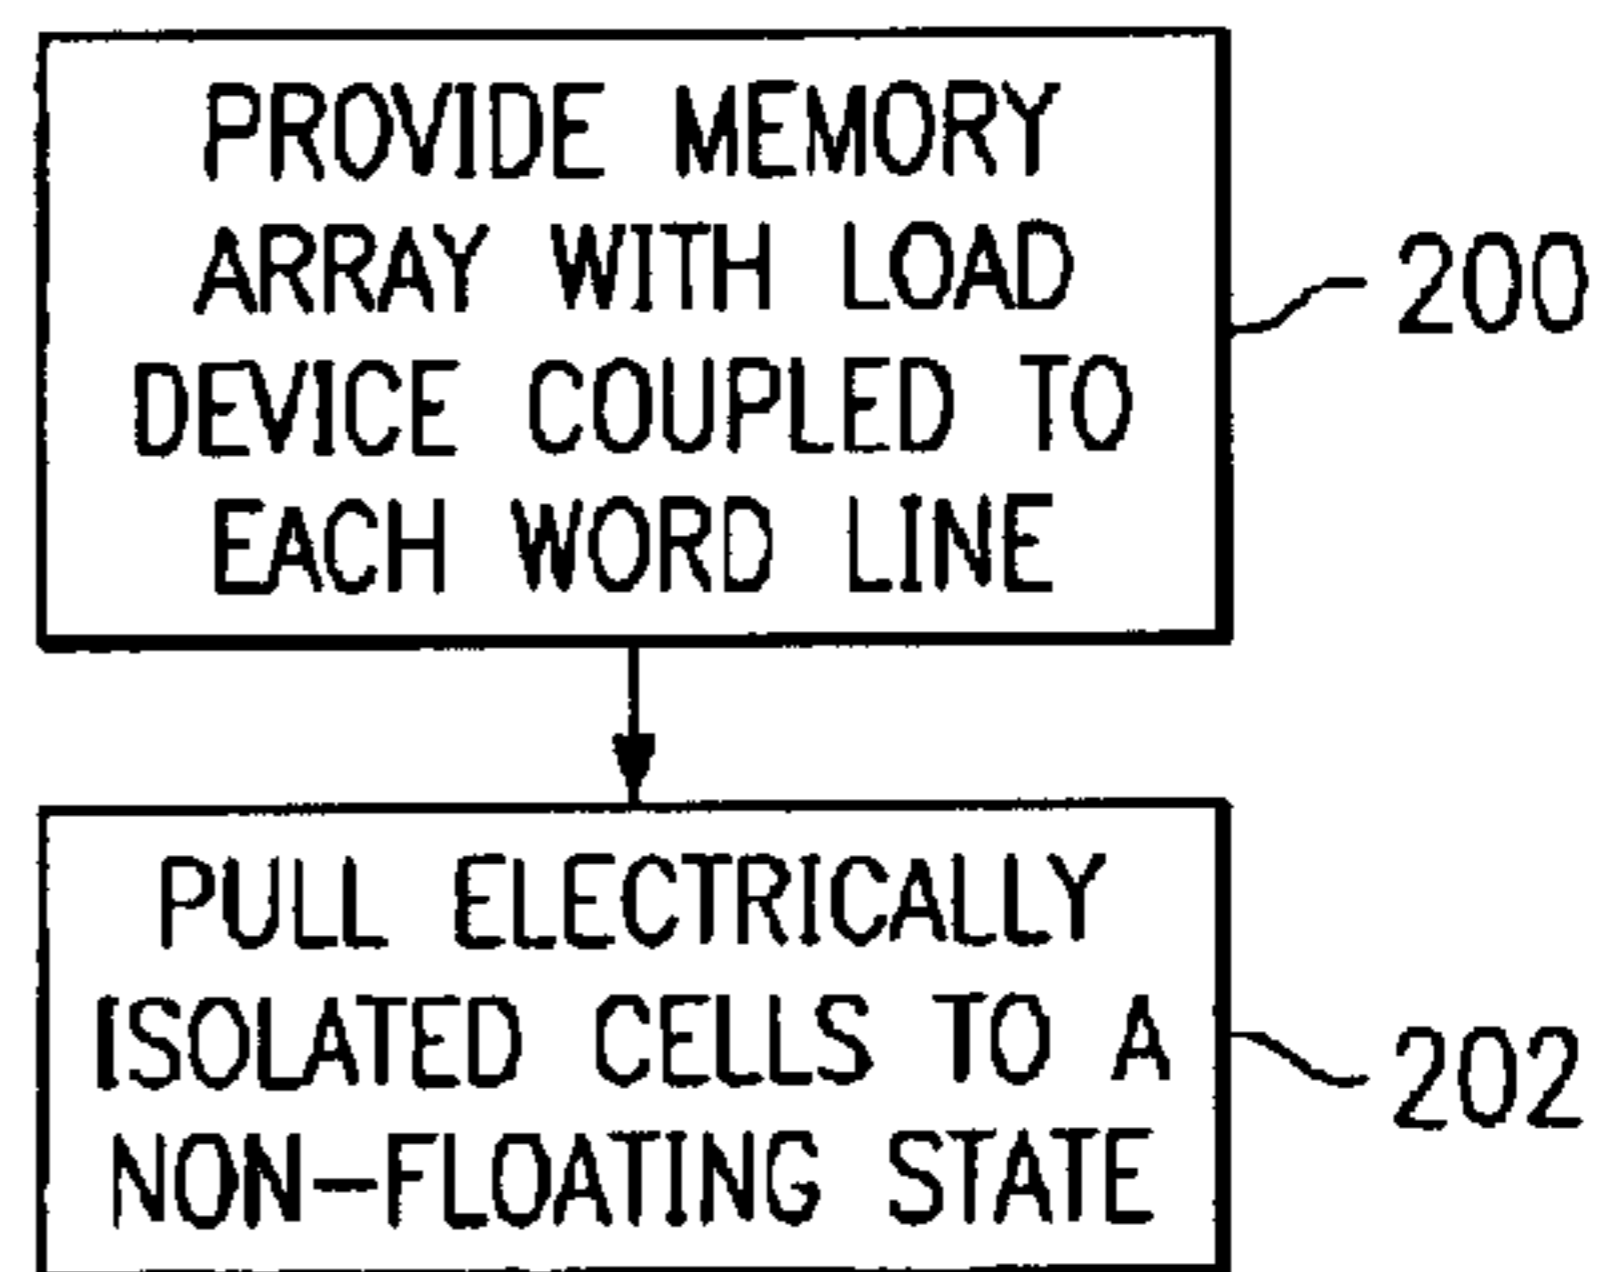 PROVIDE MEMORY
ARRAY WITH LOAD
DEVICE COUPLED TO
EACH WORD LINE
200
PULL ELECTRICALLY
ISOLATED CELLS TO A
NON-FLOATING STATE
202